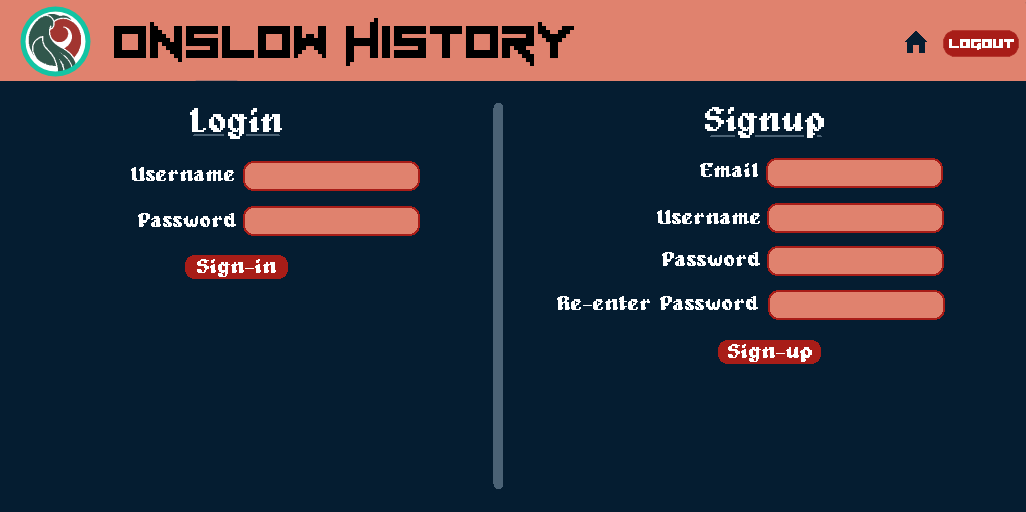 Onslow History
LOGOUT
Login
Username
Password
Sign-in
Signup
Email
Username
Password
Re-enter Password
Sign-up